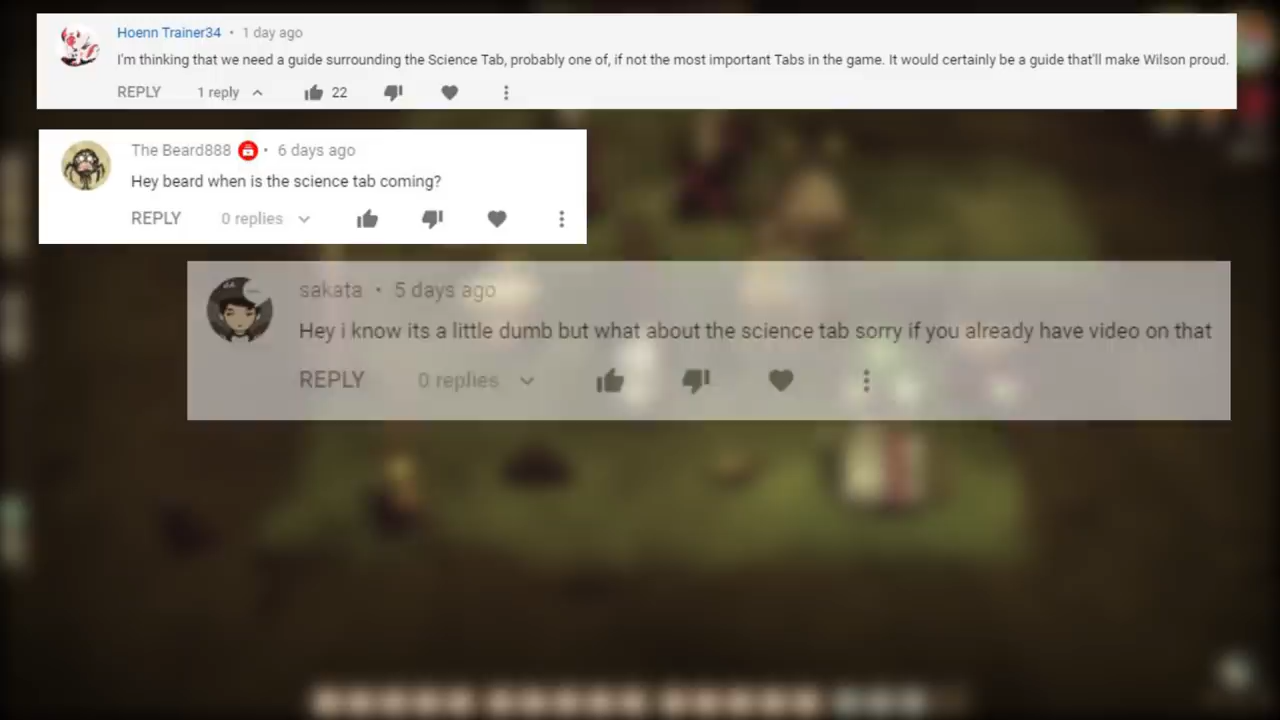 Hoenn Trainer34 • 1 day ago
I'm thinking that we need a guide surrounding the Science Tab, probably one of, if not the most important Tabs in the game. It would certainly be a guide that'll make Wilson proud.
REPLY 1 reply 22
The Beard888 • 6 days ago
Hey beard when is the science tab coming?
REPLY 0 replies
sakata • 5 days ago
Hey i know its a little dumb but what about the science tab sorry if you already have video on that
REPLY 0 replies